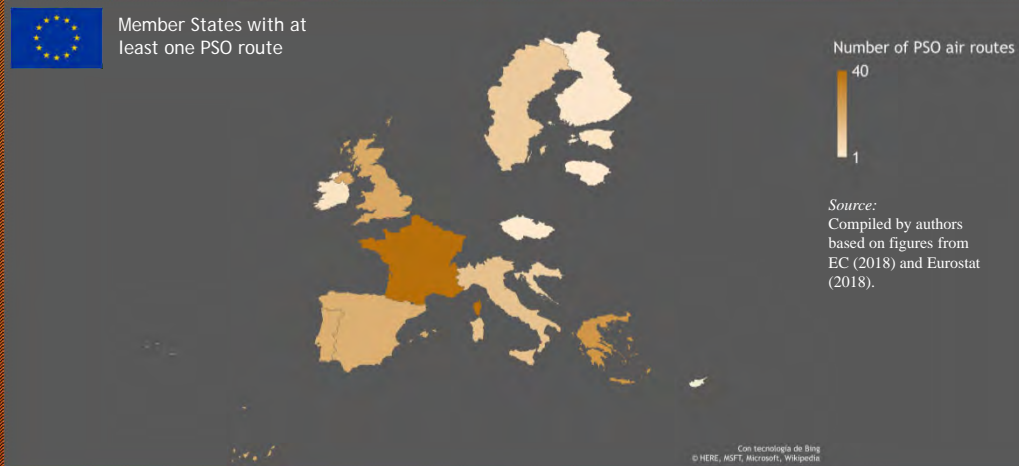 Member States with at
least one PSO route
Number of PSO air routes
40
1
Source:
Compiled by authors
based on figures from
EC (2018) and Eurostat
(2018).
Con tecnología de Bing
© HERE, MSFT, Microsoft, Wikipedia